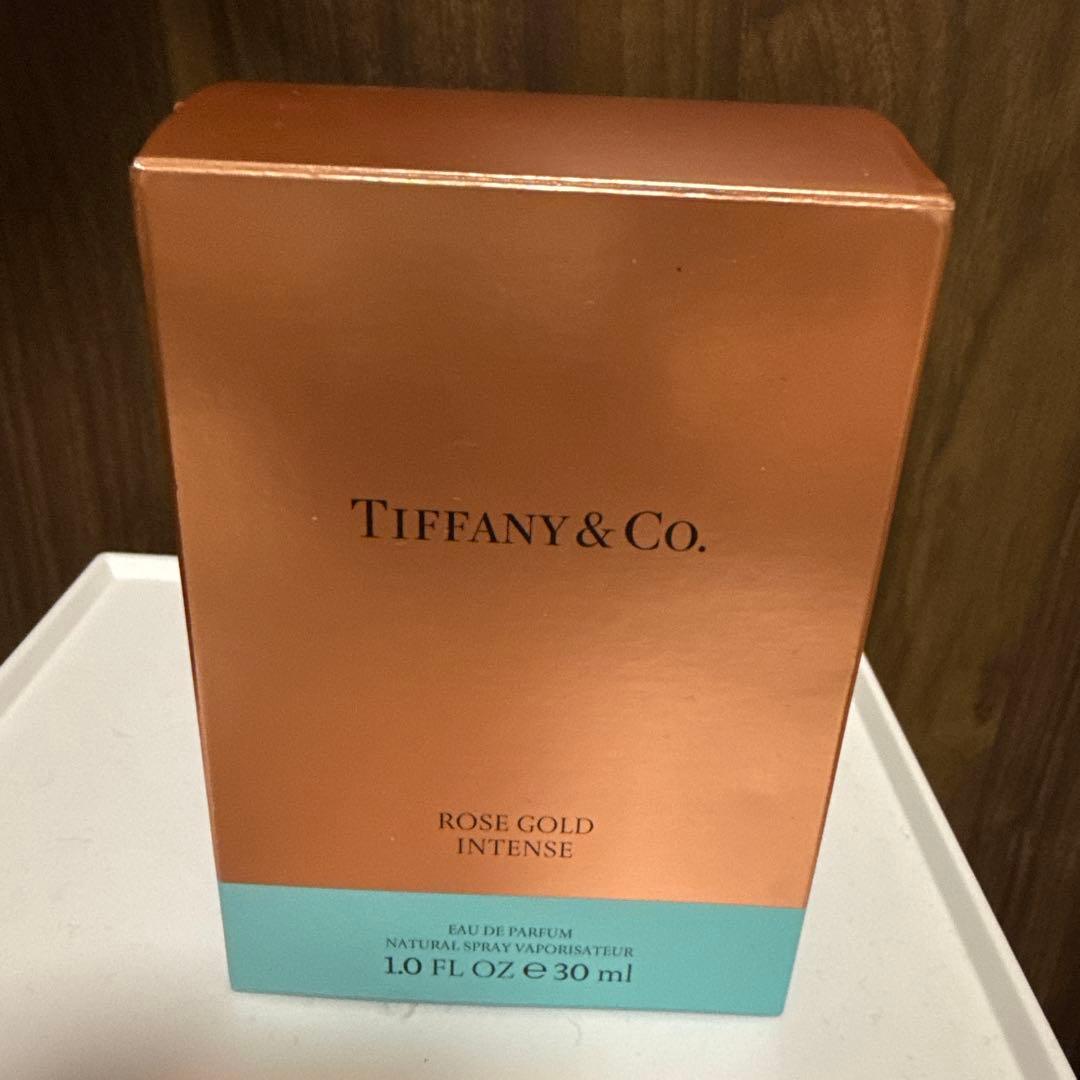 TIFFANY & CO.
ROSE GOLD
INTENSE
EAU DE PARFUM
NATURAL SPRAY VAPORISATEUR
1.0 FL OZ ℮ 30 ml